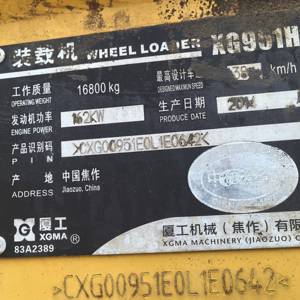 装载机 WHEEL LOADER XG951H
工作质量 16800 kg 最高设计车速 38 km/h
OPERATING WEIGHT DESIGNED MAXIMUM SPEED
发动机功率 162KW 生产日期 2014
ENGINE POWER DATE
产品识别码 >CXG00951E0L1E0642<
P I N
产 地 中国焦作
ADDRESS Jiaozuo, China
厦工® 厦工机械（焦作）有限
XGMA XGMA MACHINERY (JIAOZUO) C
83A2389
>CXG00951E0L1E0642<